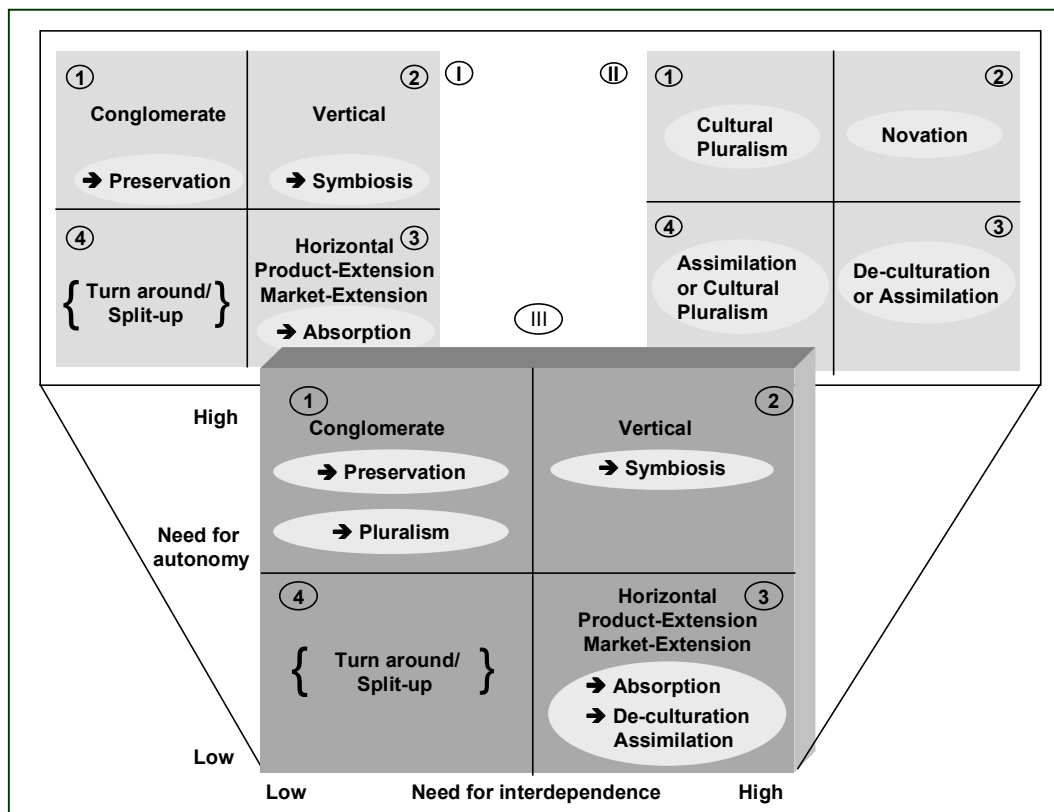 I
1
Conglomerate
➔ Preservation
2
Vertical
➔ Symbiosis
4
{ Turn around/ }
Split-up
3
Horizontal
Product-Extension
Market-Extension
➔ Absorption
II
1
Cultural
Pluralism
2
Novation
4
Assimilation
or Cultural
Pluralism
3
De-culturation
or Assimilation
III
High
Need for
autonomy
Low
1
Conglomerate
➔ Preservation
➔ Pluralism
2
Vertical
➔ Symbiosis
4
{ Turn around/ }
Split-up
3
Horizontal
Product-Extension
Market-Extension
➔ Absorption
➔ De-culturation
Assimilation
Low Need for interdependence High